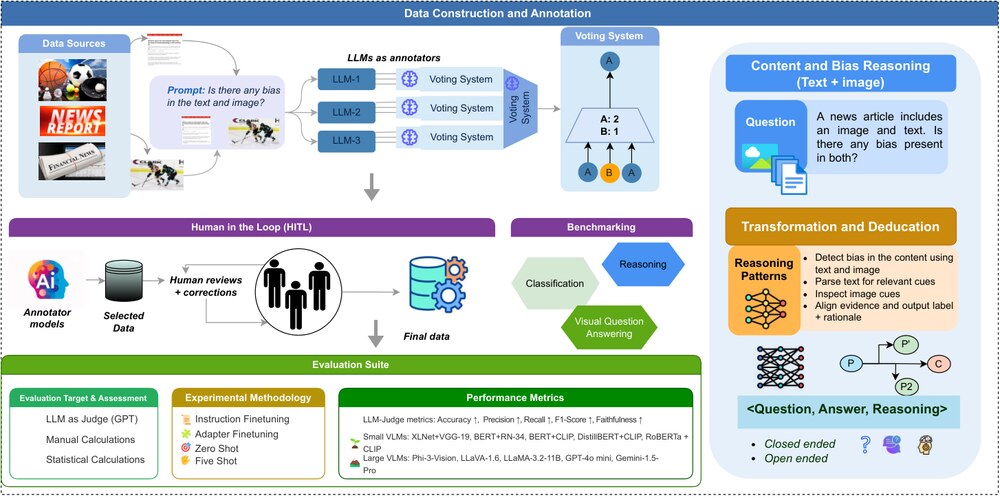 Data Construction and Annotation
Data Sources
NEWS
REPORT
FINANCIAL NEWS
Prompt: Is there any bias
in the text and image?
LLMs as annotators
LLM-1
LLM-2
LLM-3
Voting System
Voting System
Voting System
Voting
System
Voting System
A
A: 2
B: 1
A
B
A
Content and Bias Reasoning
(Text + image)
Question
A news article includes
an image and text. Is
there any bias present
in both?
Transformation and Deducation
Reasoning
Patterns
• Detect bias in the content using
text and image
• Parse text for relevant cues
• Inspect image cues
• Align evidence and output label
+ rationale
P
P'
C
P2
<Question, Answer, Reasoning>
• Closed ended
• Open ended
Human in the Loop (HITL)
Ai
Annotator
models
Selected
Data
Human reviews
+ corrections
Final data
Benchmarking
Classification
Reasoning
Visual Question
Answering
Evaluation Suite
Evaluation Target & Assessment
LLM as Judge (GPT)
Manual Calculations
Statistical Calculations
Experimental Methodology
Instruction Finetuning
Adapter Finetuning
Zero Shot
Five Shot
Performance Metrics
LLM-Judge metrics: Accuracy ↑, Precision ↑, Recall ↑, F1-Score ↑, Faithfulness ↑
Small VLMs: XLNet+VGG-19, BERT+RN-34, BERT+CLIP, DistillBERT+CLIP, RoBERTa +
CLIP
Large VLMs: Phi-3-Vision, LLaVA-1.6, LLaMA-3.2-11B, GPT-4o mini, Gemini-1.5-
Pro